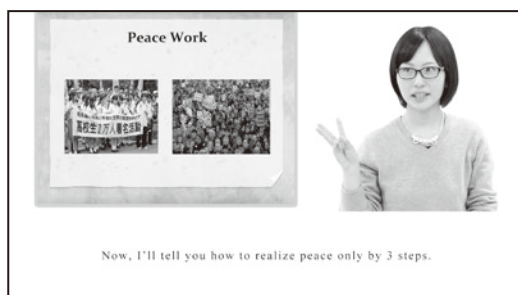 Peace Work
高校生1万人署名活動
Now, I'll tell you how to realize peace only by 3 steps.